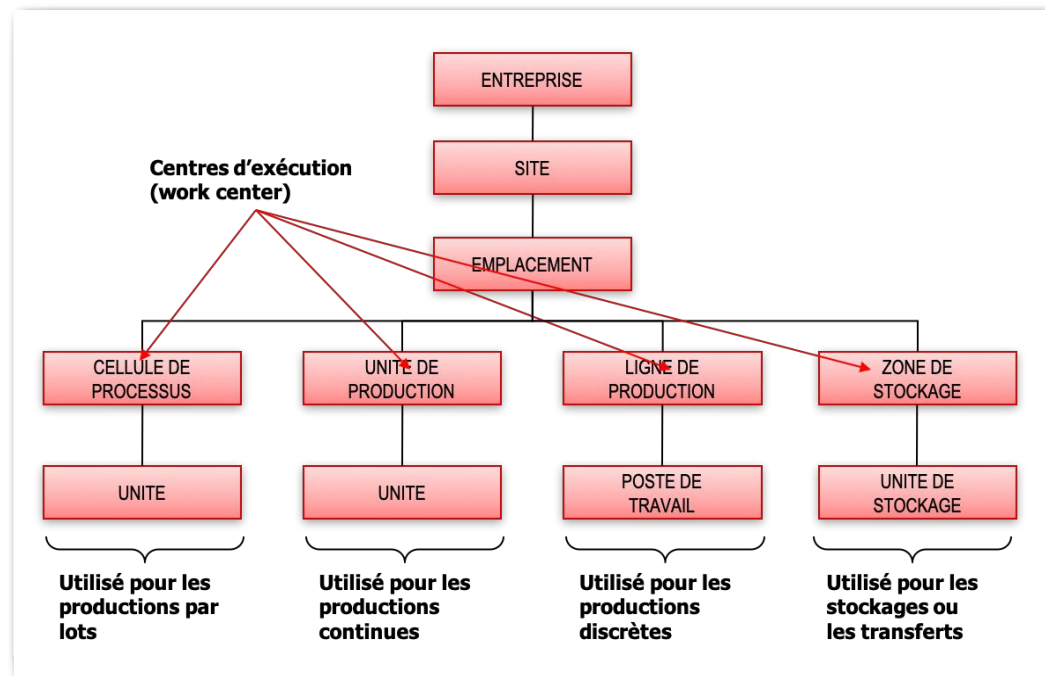 ENTREPRISE
SITE
Centres d'exécution
(work center)
EMPLACEMENT
CELLULE DE
PROCESSUS
UNITE DE
PRODUCTION
LIGNE DE
PRODUCTION
ZONE DE
STOCKAGE
UNITE
UNITE
POSTE DE
TRAVAIL
UNITE DE
STOCKAGE
Utilisé pour les
productions par
lots
Utilisé pour les
productions
continues
Utilisé pour les
productions
discrètes
Utilisé pour les
stockages ou
les transferts